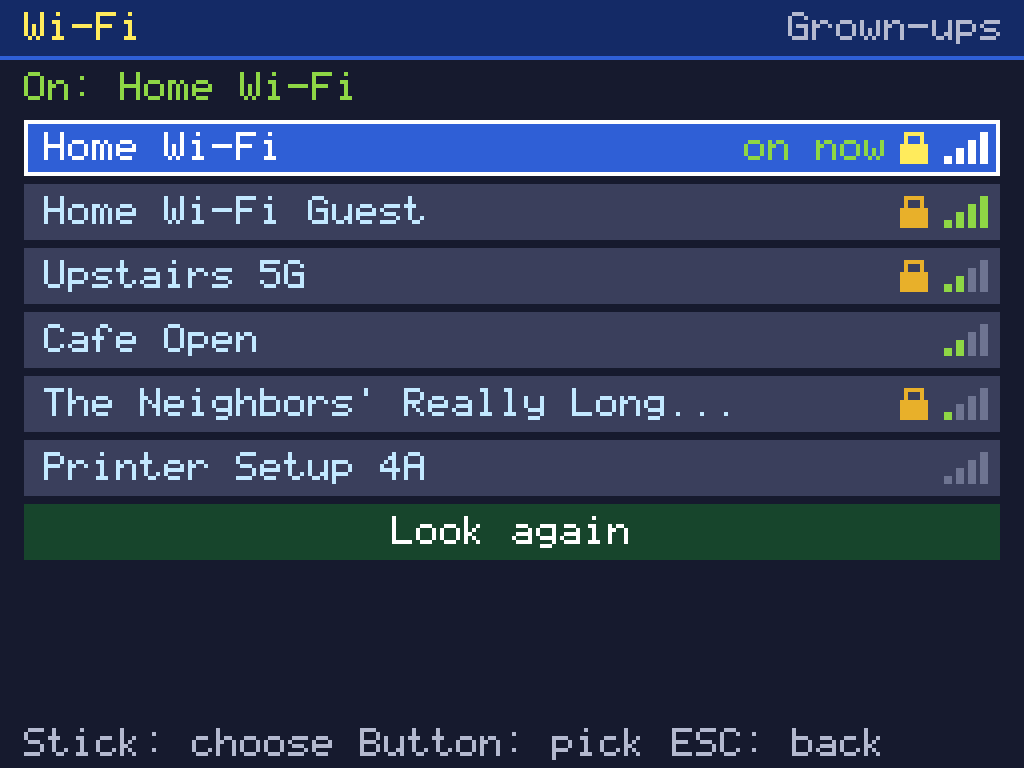 Wi-Fi Grown-ups
On: Home Wi-Fi
Home Wi-Fi on now
Home Wi-Fi Guest
Upstairs 5G
Cafe Open
The Neighbors' Really Long...
Printer Setup 4A
Look again
Stick: choose Button: pick ESC: back